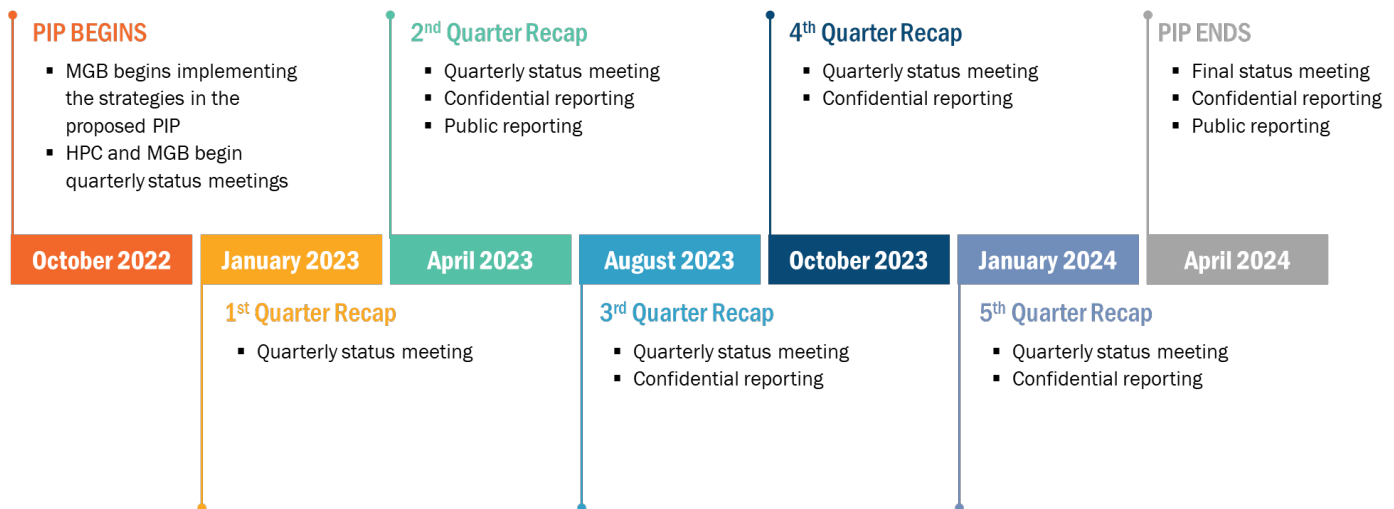 PIP BEGINS
▪ MGB begins implementing
the strategies in the
proposed PIP
▪ HPC and MGB begin
quarterly status meetings
2nd Quarter Recap
▪ Quarterly status meeting
▪ Confidential reporting
▪ Public reporting
4th Quarter Recap
▪ Quarterly status meeting
▪ Confidential reporting
PIP ENDS
▪ Final status meeting
▪ Confidential reporting
▪ Public reporting
October 2022
January 2023
April 2023
August 2023
October 2023
January 2024
April 2024
1st Quarter Recap
▪ Quarterly status meeting
3rd Quarter Recap
▪ Quarterly status meeting
▪ Confidential reporting
5th Quarter Recap
▪ Quarterly status meeting
▪ Confidential reporting